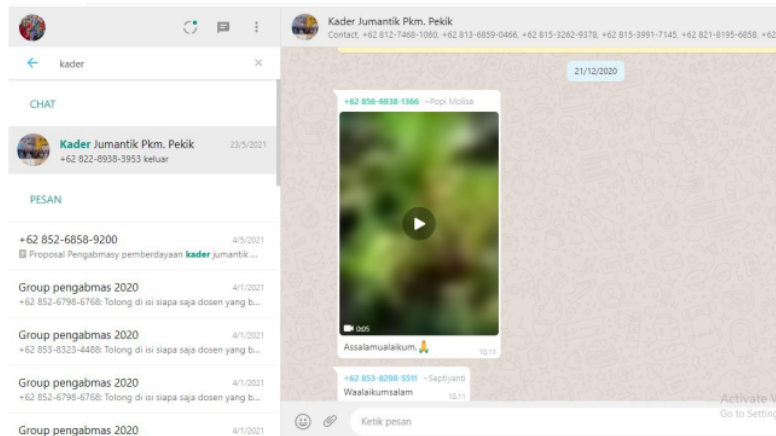 Kader Jumantik Pkm. Pekik
Contact, +62 812-7468-1060, +62 813-6859-0466, +62 815-3262-9378, +62 815-3991-7145, +62 821-8195-6858, +62
kader
21/12/2020
CHAT
+62 856-6938-1366 ~Popi Molisa
Kader Jumantik Pkm. Pekik 23/5/2021
+62 822-8938-3953 keluar
PESAN
+62 852-6858-9200 4/5/2021
Proposal Pengabmasy pemberdayaan kader jumantik ...
Group pengabmas 2020 4/1/2021
+62 852-6798-6768: Tolong di isi siapa saja dosen yang b...
Group pengabmas 2020 4/1/2021
+62 853-8323-4488: Tolong di isi siapa saja dosen yang b...
Group pengabmas 2020 4/1/2021
+62 852-6798-6768: Tolong di isi siapa saja dosen yang b...
Group pengabmas 2020 4/1/2021
0:05
Assalamualaikum.🙏 10.11
+62 853-8298-5511 ~Septiyanti
Waalaikumsalam 10.11
Activate
Go to Setting
Ketik pesan